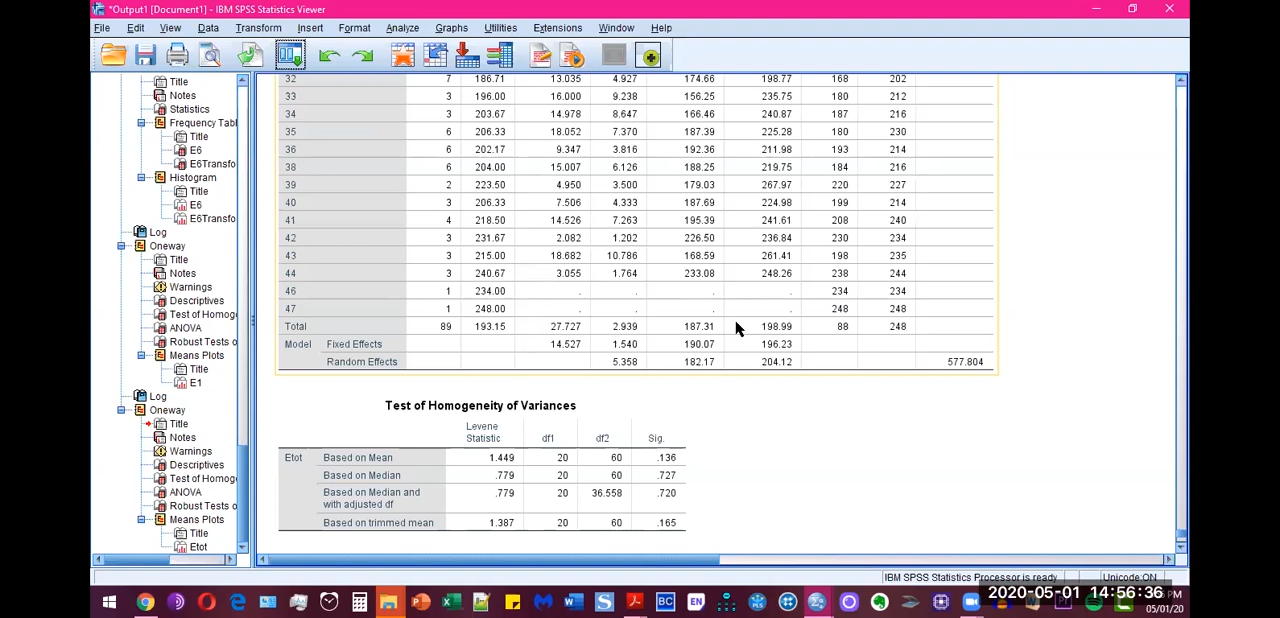 *Output1 [Document1] - IBM SPSS Statistics Viewer
File Edit View Data Transform Insert Format Analyze Graphs Utilities Extensions Window Help
Title
Notes
Statistics
Frequency Tabl
Title
E6
E6Transfo
Histogram
Title
E6
E6Transfo
Log
Oneway
Title
Notes
Warnings
Descriptives
Test of Homog
ANOVA
Robust Tests o
Means Plots
Title
E1
Log
Oneway
Title
Notes
Warnings
Descriptives
Test of Homog
ANOVA
Robust Tests o
Means Plots
Title
Etot
32 7 186.71 13.035 4.927 174.66 198.77 168 202
33 3 196.00 16.000 9.238 156.25 235.75 180 212
34 3 203.67 14.978 8.647 166.46 240.87 187 216
35 6 206.33 18.052 7.370 187.39 225.28 180 230
36 6 202.17 9.347 3.816 192.36 211.98 193 214
38 6 204.00 15.007 6.126 188.25 219.75 184 216
39 2 223.50 4.950 3.500 179.03 267.97 220 227
40 3 206.33 7.506 4.333 187.69 224.98 199 214
41 4 218.50 14.526 7.263 195.39 241.61 208 240
42 3 231.67 2.082 1.202 226.50 236.84 230 234
43 3 215.00 18.682 10.786 168.59 261.41 198 235
44 3 240.67 3.055 1.764 233.08 248.26 238 244
46 1 234.00 . . . . 234 234
47 1 248.00 . . . . 248 248
Total 89 193.15 27.727 2.939 187.31 198.99 88 248
Model Fixed Effects 14.527 1.540 190.07 196.23
Random Effects 5.358 182.17 204.12 577.804
Test of Homogeneity of Variances
Levene
Statistic df1 df2 Sig.
Etot Based on Mean 1.449 20 60 .136
Based on Median .779 20 60 .727
Based on Median and
with adjusted df .779 20 36.558 .720
Based on trimmed mean 1.387 20 60 .165
IBM SPSS Statistics Processor is ready Unicode:ON
2020-05-01 14:56:36
05/01/20